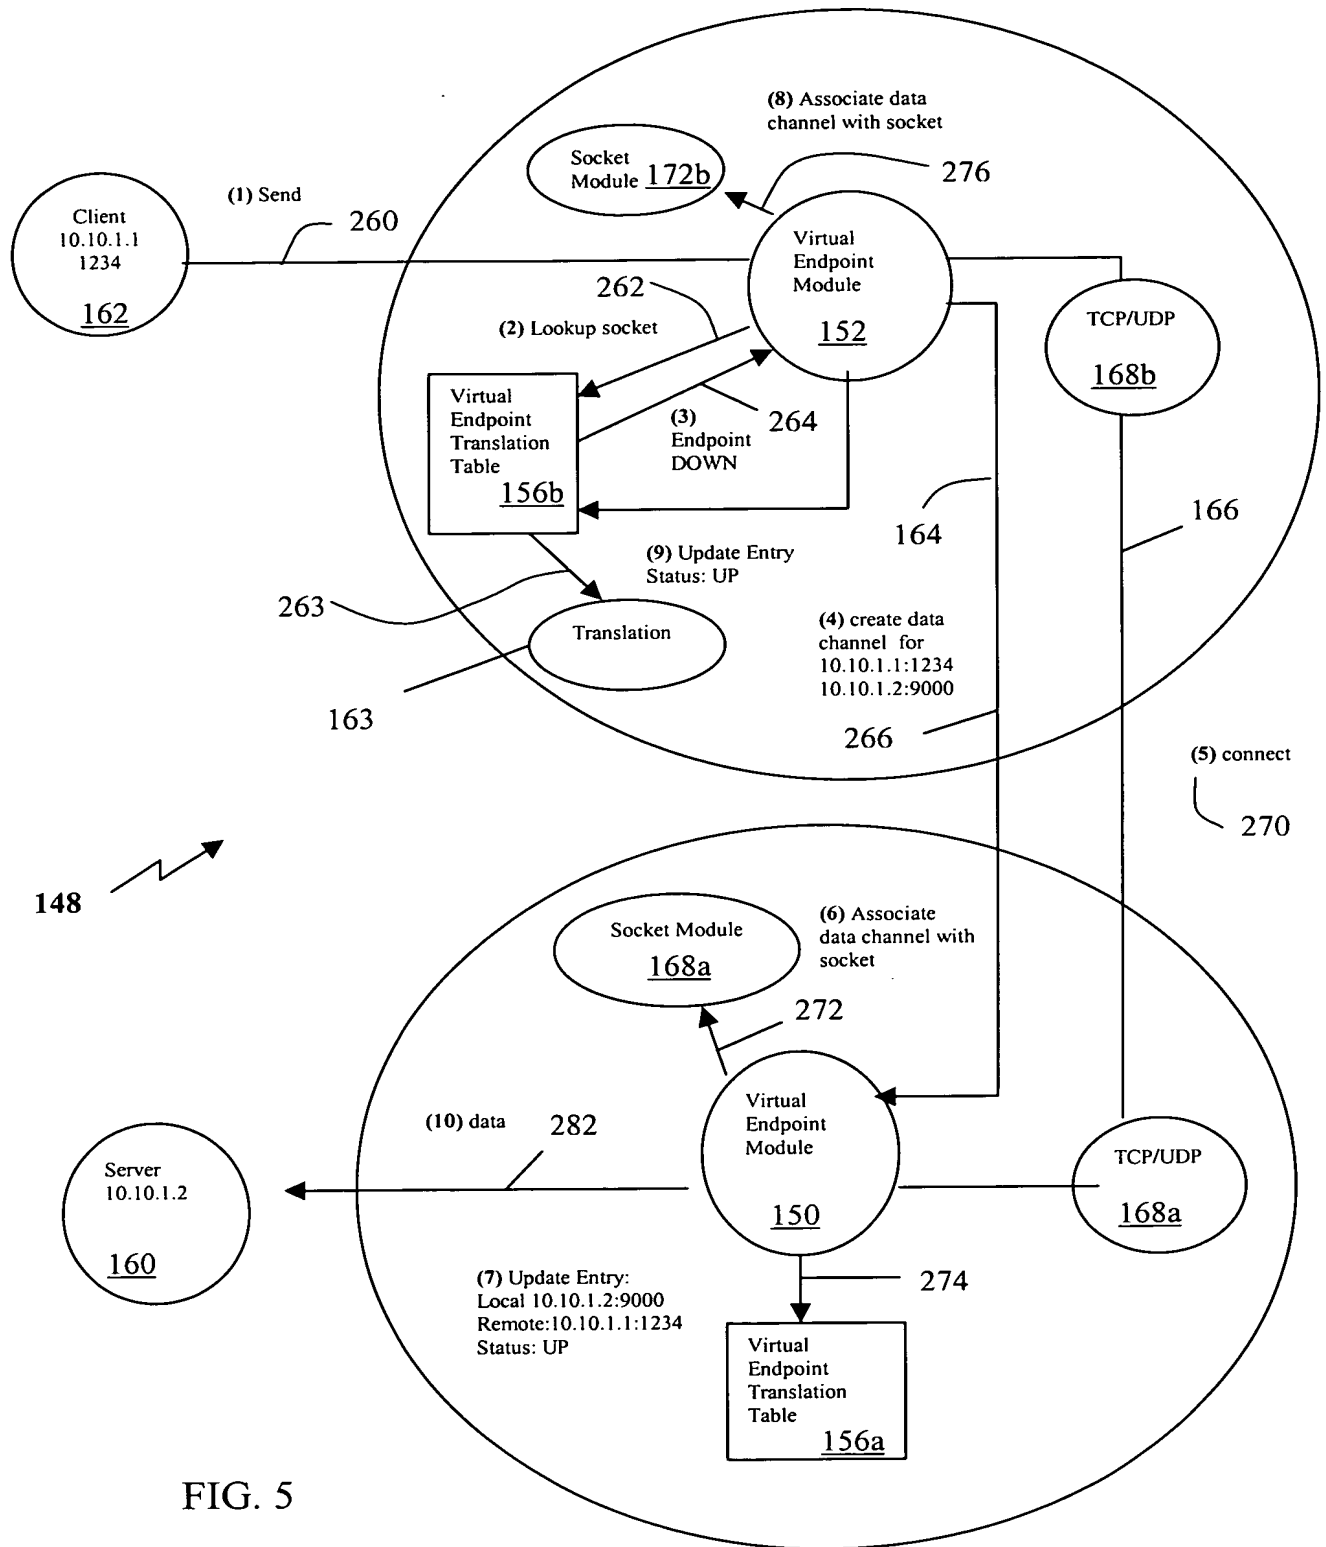 (8) Associate data
channel with socket
276
Socket
Module 172b
(1) Send
260
Client
10.10.1.1
1234
162
Virtual
Endpoint
Module
152
262
(2) Lookup socket
TCP/UDP
168b
Virtual
Endpoint
Translation
Table
156b
(3)
Endpoint
DOWN
264
164
166
(9) Update Entry
Status: UP
263
Translation
163
(4) create data
channel for
10.10.1.1:1234
10.10.1.2:9000
266
(5) connect
270
148
Socket Module
168a
(6) Associate
data channel with
socket
272
Virtual
Endpoint
Module
150
(10) data
282
Server
10.10.1.2
160
TCP/UDP
168a
(7) Update Entry:
Local 10.10.1.2:9000
Remote:10.10.1.1:1234
Status: UP
274
Virtual
Endpoint
Translation
Table
156a
FIG. 5